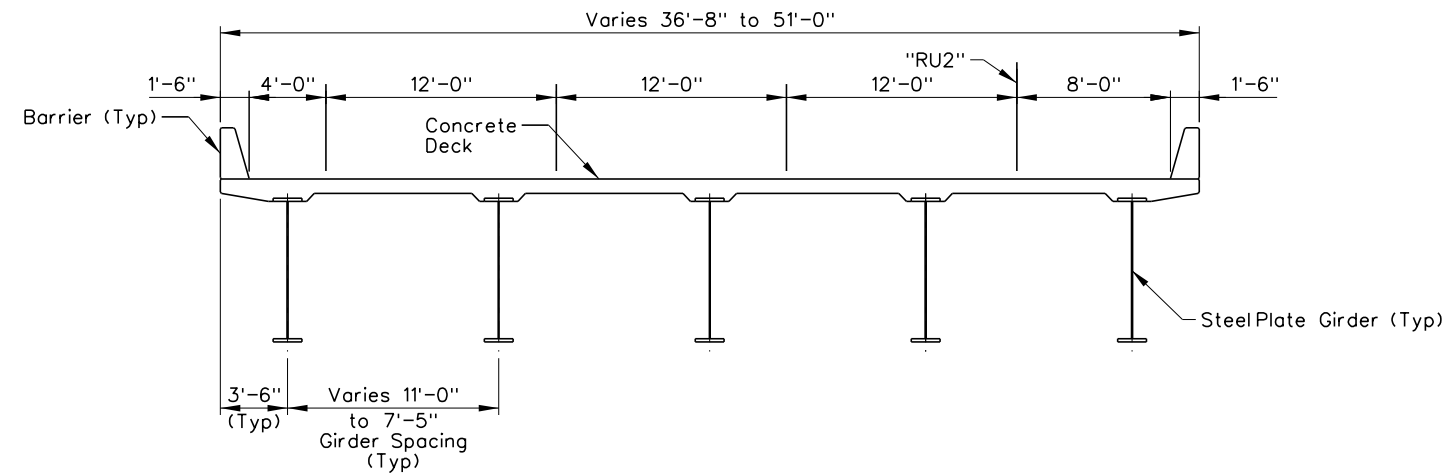 Varies 36'-8" to 51'-0"
"RU2"
1'-6" 4'-0" 12'-0" 12'-0" 12'-0" 8'-0" 1'-6"
Barrier (Typ)
Concrete
Deck
Steel Plate Girder (Typ)
3'-6"
(Typ)
Varies 11'-0"
to 7'-5"
Girder Spacing
(Typ)